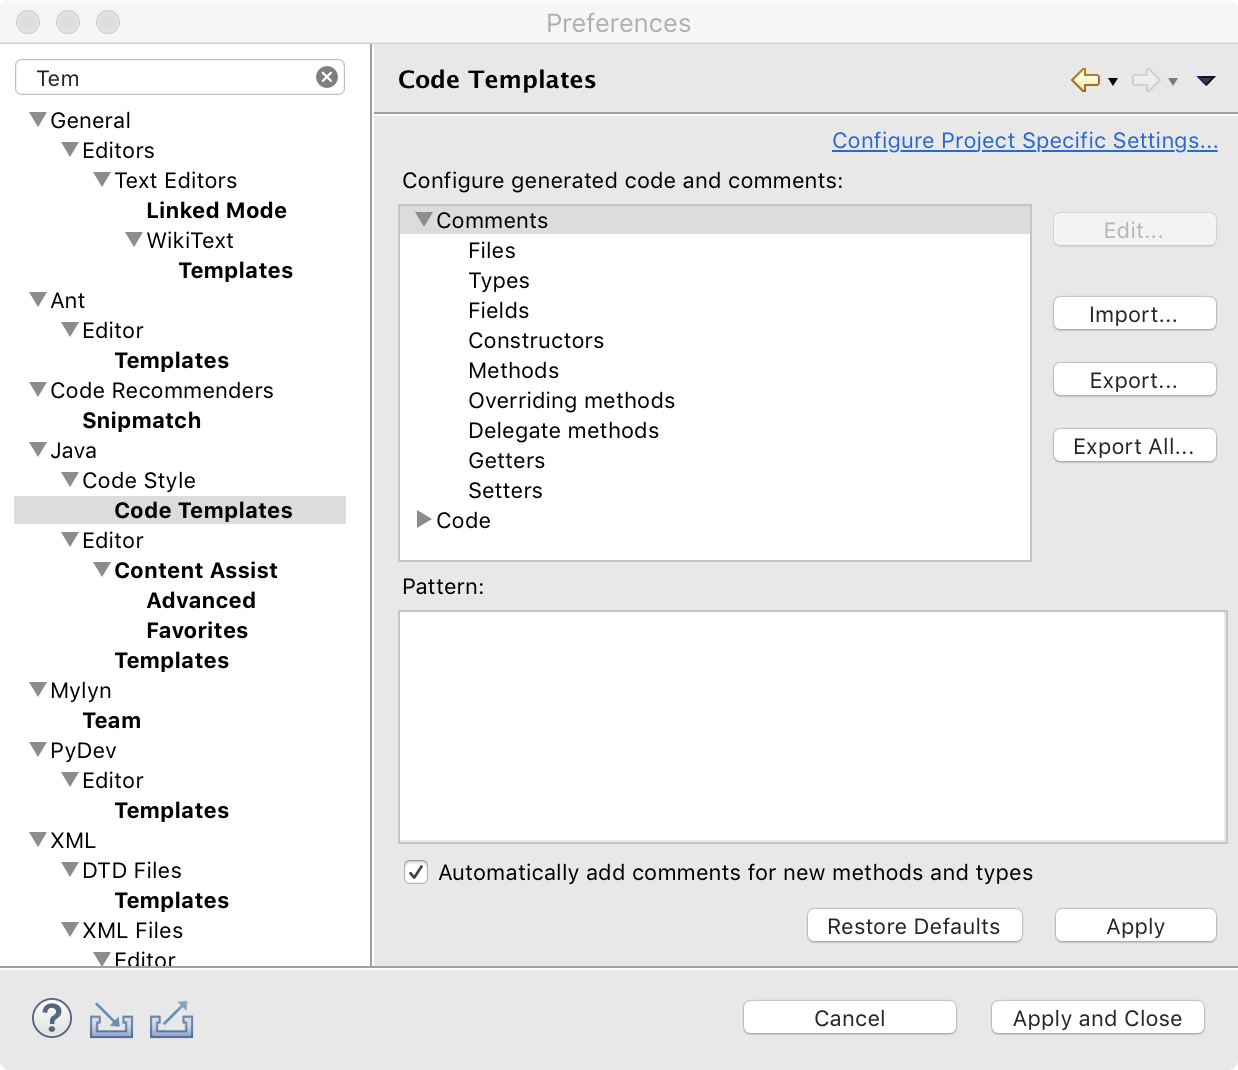 Preferences
Tem
General
Editors
Text Editors
Linked Mode
WikiText
Templates
Ant
Editor
Templates
Code Recommenders
Snipmatch
Java
Code Style
Code Templates
Editor
Content Assist
Advanced
Favorites
Templates
Mylyn
Team
PyDev
Editor
Templates
XML
DTD Files
Templates
XML Files
Editor
Code Templates
Configure Project Specific Settings...
Configure generated code and comments:
Comments
Files
Types
Fields
Constructors
Methods
Overriding methods
Delegate methods
Getters
Setters
Code
Edit...
Import...
Export...
Export All...
Pattern:
Automatically add comments for new methods and types
Restore Defaults
Apply
?
Cancel
Apply and Close